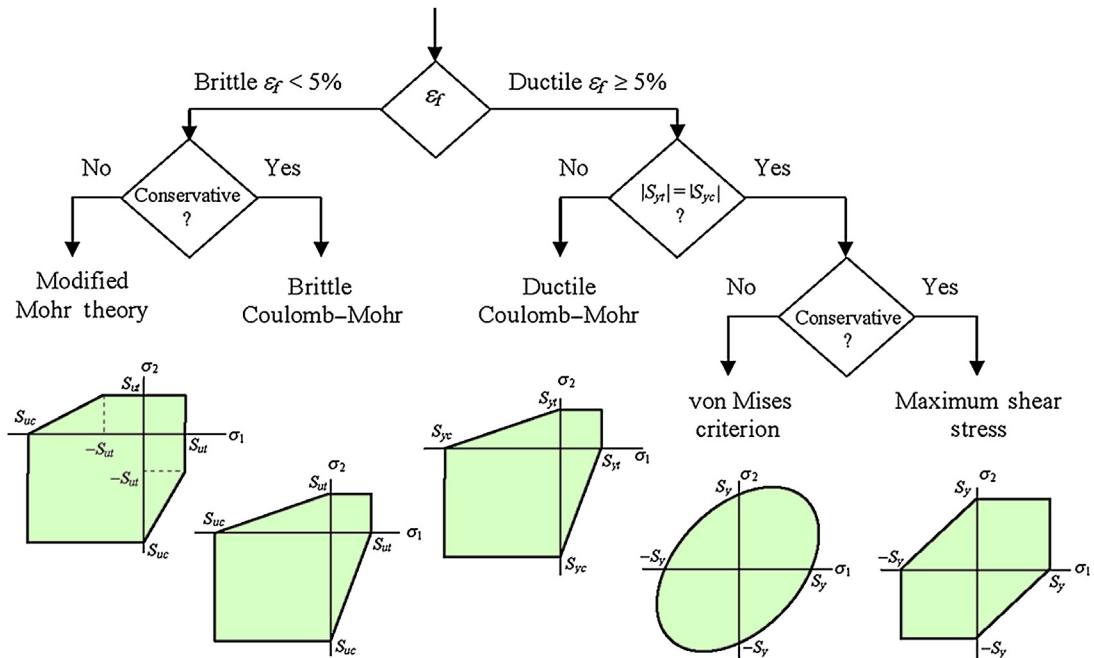 Brittle εf < 5%
εf
Ductile εf ≥ 5%
No
Conservative
?
Yes
No
|Syt| = |Syc|
?
Yes
Modified
Mohr theory
Brittle
Coulomb–Mohr
Ductile
Coulomb–Mohr
No
Conservative
?
Yes
von Mises
criterion
Maximum shear
stress
σ2
Sut
Suc
σ1
−Sut
Sut
−Sut
Suc
σ2
Sut
Suc
σ1
Sut
Suc
σ2
Syt
Syc
σ1
Syt
Syc
σ2
Sy
−Sy
σ1
Sy
−Sy
σ2
Sy
−Sy
σ1
Sy
−Sy